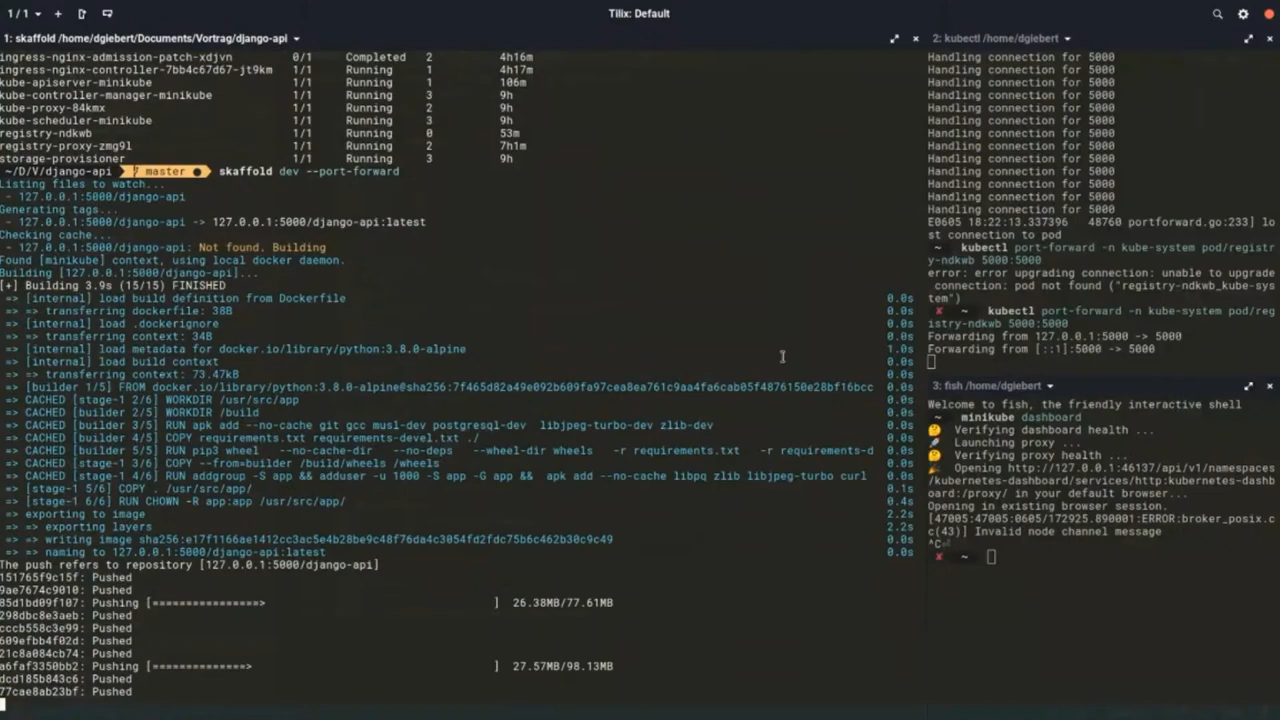 1 / 1
Tilix: Default
1: skaffold /home/dgiebert/Documents/Vortrag/django-api
ingress-nginx-admission-patch-xdjvn 0/1 Completed 2 4h16m
ingress-nginx-controller-7bb4c67d67-jt9km 1/1 Running 1 4h17m
kube-apiserver-minikube 1/1 Running 1 106m
kube-controller-manager-minikube 1/1 Running 3 9h
kube-proxy-84kmx 1/1 Running 2 9h
kube-scheduler-minikube 1/1 Running 3 9h
registry-ndkwb 1/1 Running 0 53m
registry-proxy-zmg9l 1/1 Running 2 7h1m
storage-provisioner 1/1 Running 3 9h
~/D/V/django-api master ● skaffold dev --port-forward
Listing files to watch...
- 127.0.0.1:5000/django-api
Generating tags...
- 127.0.0.1:5000/django-api -> 127.0.0.1:5000/django-api:latest
Checking cache...
- 127.0.0.1:5000/django-api: Not found. Building
Found [minikube] context, using local docker daemon.
Building [127.0.0.1:5000/django-api]...
[+] Building 3.9s (15/15) FINISHED
=> [internal] load build definition from Dockerfile 0.0s
=> => transferring dockerfile: 38B 0.0s
=> [internal] load .dockerignore 0.0s
=> => transferring context: 34B 0.0s
=> [internal] load metadata for docker.io/library/python:3.8.0-alpine 1.0s
=> [internal] load build context 0.0s
=> => transferring context: 73.47kB 0.0s
=> [builder 1/5] FROM docker.io/library/python:3.8.0-alpine@sha256:7f465d82a49e092b609fa97cea8ea761c9aa4fa6cab05f4876150e28bf16bcc 0.0s
=> CACHED [stage-1 2/6] WORKDIR /usr/src/app 0.0s
=> CACHED [builder 2/5] WORKDIR /build 0.0s
=> CACHED [builder 3/5] RUN apk add --no-cache git gcc musl-dev postgresql-dev libjpeg-turbo-dev zlib-dev 0.0s
=> CACHED [builder 4/5] COPY requirements.txt requirements-devel.txt ./ 0.0s
=> CACHED [builder 5/5] RUN pip3 wheel --no-cache-dir --no-deps --wheel-dir wheels -r requirements.txt -r requirements-d 0.0s
=> CACHED [stage-1 3/6] COPY --from=builder /build/wheels /wheels 0.0s
=> CACHED [stage-1 4/6] RUN addgroup -S app && adduser -u 1000 -S app -G app && apk add --no-cache libpq zlib libjpeg-turbo curl 0.0s
=> [stage-1 5/6] COPY . /usr/src/app/ 0.1s
=> [stage-1 6/6] RUN CHOWN -R app:app /usr/src/app/ 0.4s
=> exporting to image 2.2s
=> => exporting layers 2.2s
=> => writing image sha256:e17f1166ae1412cc3ac5e4b28be9c48f76da4c3054fd2fdc75b6c462b30c9c49 0.0s
=> => naming to 127.0.0.1:5000/django-api:latest 0.0s
The push refers to repository [127.0.0.1:5000/django-api]
151765f9c15f: Pushed
9ae7674c9010: Pushed
85d1bd09f107: Pushing [================> ] 26.38MB/77.61MB
298dbc8e3aeb: Pushed
cccb558c3e99: Pushed
609efbb4f02d: Pushed
21c8a084cb74: Pushed
a6faf3350bb2: Pushing [==============> ] 27.57MB/98.13MB
dcd185b843c6: Pushed
77cae8ab23bf: Pushed
2: kubectl /home/dgiebert
Handling connection for 5000
Handling connection for 5000
Handling connection for 5000
Handling connection for 5000
Handling connection for 5000
Handling connection for 5000
Handling connection for 5000
Handling connection for 5000
Handling connection for 5000
Handling connection for 5000
Handling connection for 5000
Handling connection for 5000
Handling connection for 5000
E0605 18:22:13.337396 48760 portforward.go:233] lo
st connection to pod
~ kubectl port-forward -n kube-system pod/registr
y-ndkwb 5000:5000
error: error upgrading connection: unable to upgrade
connection: pod not found ("registry-ndkwb_kube-sys
tem")
✘ ~ kubectl port-forward -n kube-system pod/reg
istry-ndkwb 5000:5000
Forwarding from 127.0.0.1:5000 -> 5000
Forwarding from [::1]:5000 -> 5000
3: fish /home/dgiebert
Welcome to fish, the friendly interactive shell
~ minikube dashboard
🤔 Verifying dashboard health ...
🚀 Launching proxy ...
🤔 Verifying proxy health ...
🎉 Opening http://127.0.0.1:46137/api/v1/namespaces
/kubernetes-dashboard/services/http:kubernetes-dashb
oard:/proxy/ in your default browser...
Opening in existing browser session.
[47005:47005:0605/172925.890001:ERROR:broker_posix.c
c(43)] Invalid node channel message
^C⏎
✘ ~